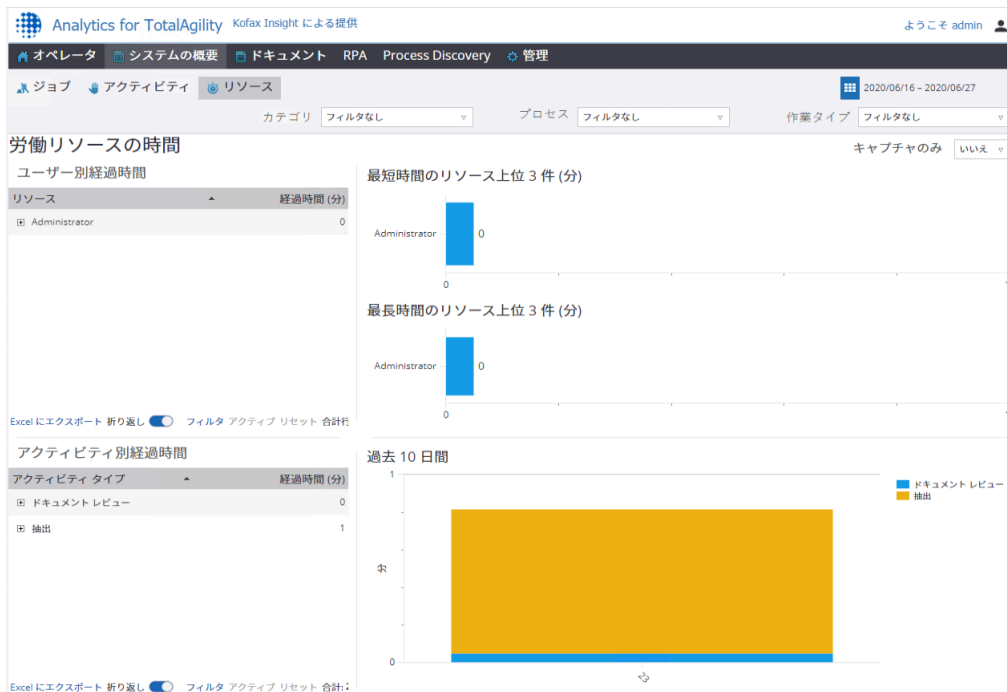 Analytics for TotalAgility Kofax Insight による提供 ようこそ admin
オペレータ システムの概要 ドキュメント RPA Process Discovery 管理
ジョブ アクティビティ リソース 2020/06/16 – 2020/06/27
カテゴリ フィルタなし プロセス フィルタなし 作業タイプ フィルタなし
労働リソースの時間 キャプチャのみ いいえ
ユーザー別経過時間
リソース 経過時間 (分)
Administrator 0
最短時間のリソース上位 3 件 (分)
Administrator 0
0
最長時間のリソース上位 3 件 (分)
Administrator 0
0
Excel にエクスポート 折り返し フィルタ アクティブ リセット 合計行
アクティビティ別経過時間
アクティビティ タイプ 経過時間 (分)
ドキュメント レビュー 0
抽出 1
過去 10 日間
1
ドキュメント レビュー
抽出
分
0
23
Excel にエクスポート 折り返し フィルタ アクティブ リセット 合計: